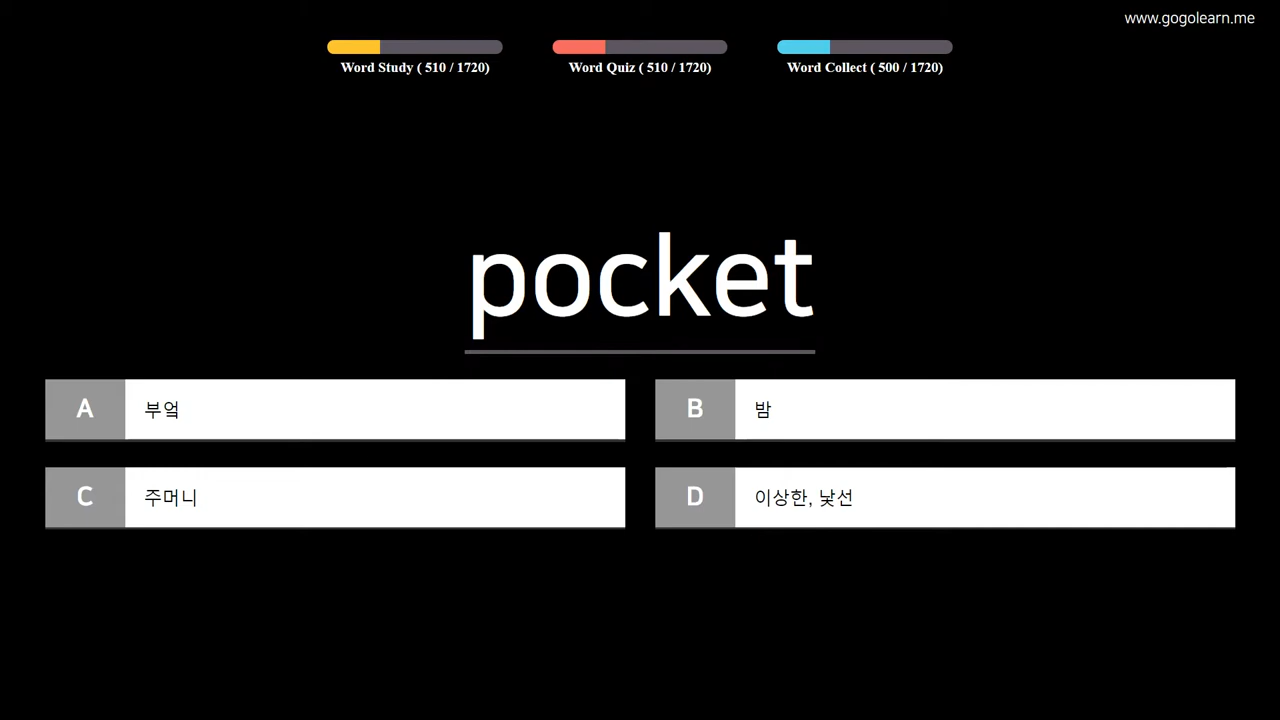 www.gogolearn.me
Word Study ( 510 / 1720)
Word Quiz ( 510 / 1720)
Word Collect ( 500 / 1720)
pocket
A 부엌
B 밤
C 주머니
D 이상한, 낯선